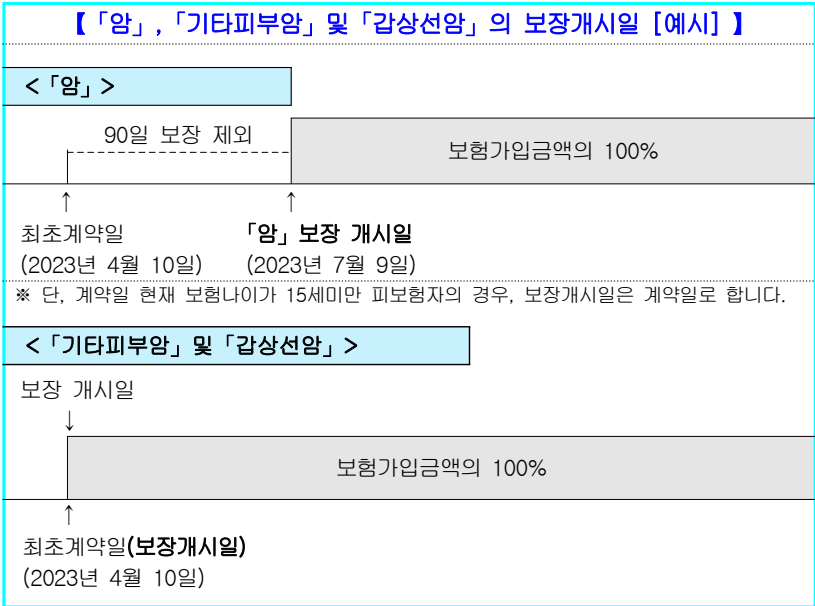 【「암」,「기타피부암」및「갑상선암」의 보장개시일 [예시] 】
<「암」>
90일 보장 제외
보험가입금액의 100%
↑ ↑
최초계약일 「암」보장 개시일
(2023년 4월 10일) (2023년 7월 9일)
※ 단, 계약일 현재 보험나이가 15세미만 피보험자의 경우, 보장개시일은 계약일로 합니다.
<「기타피부암」및「갑상선암」>
보장 개시일
↓
보험가입금액의 100%
↑
최초계약일(보장개시일)
(2023년 4월 10일)